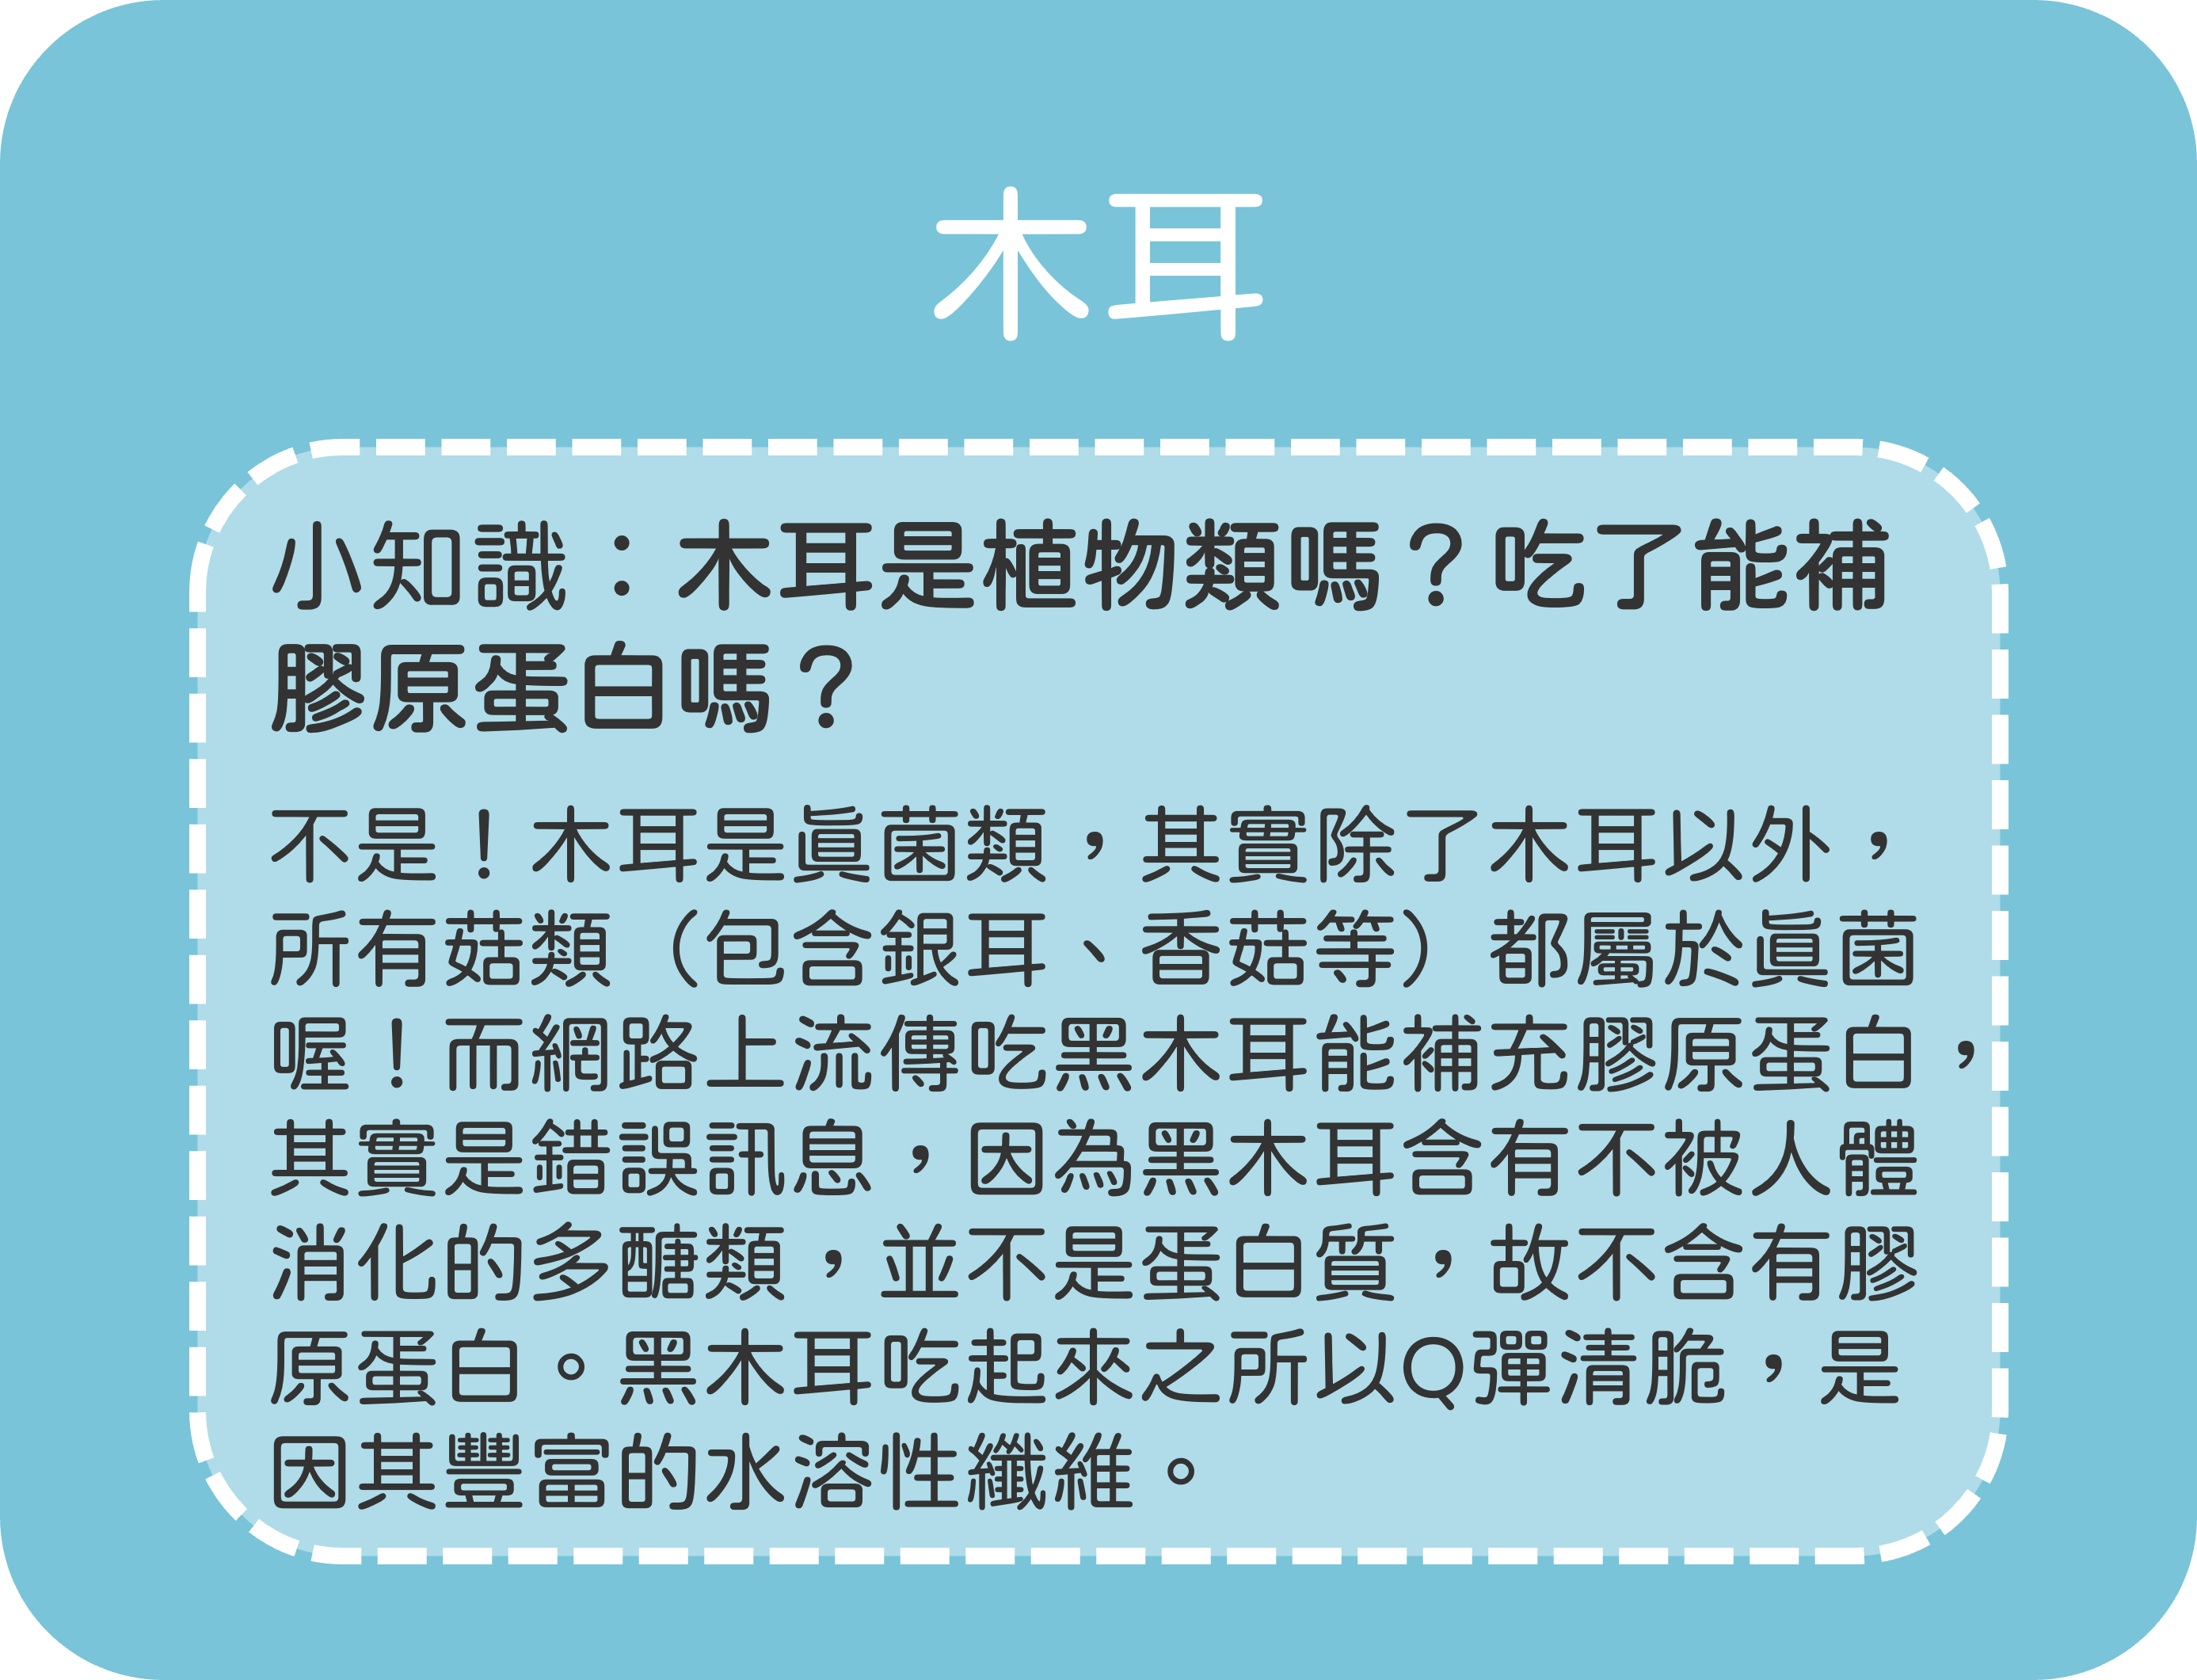 木耳
小知識：木耳是植物類嗎？吃了能補
膠原蛋白嗎？
不是！木耳是真菌類，其實除了木耳以外，
所有菇類（包含銀耳、香菇等）都屬於真菌
喔！而網路上流傳吃黑木耳能補充膠原蛋白，
其實是錯誤訊息，因為黑木耳含有不被人體
消化的多醣類，並不是蛋白質，故不含有膠
原蛋白。黑木耳吃起來之所以Q彈清脆，是
因其豐富的水溶性纖維。